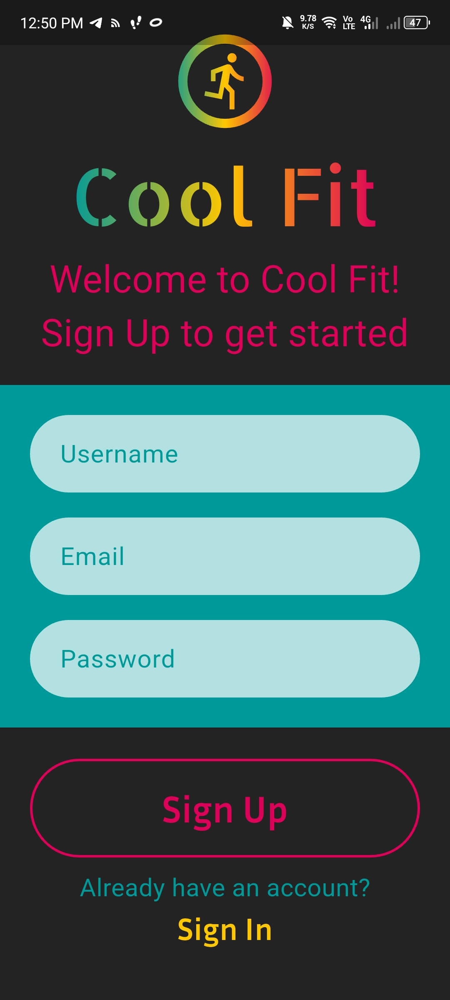 12:50 PM 9.78 K/S Vo LTE 4G 47
Cool Fit
Welcome to Cool Fit!
Sign Up to get started
Username
Email
Password
Sign Up
Already have an account?
Sign In